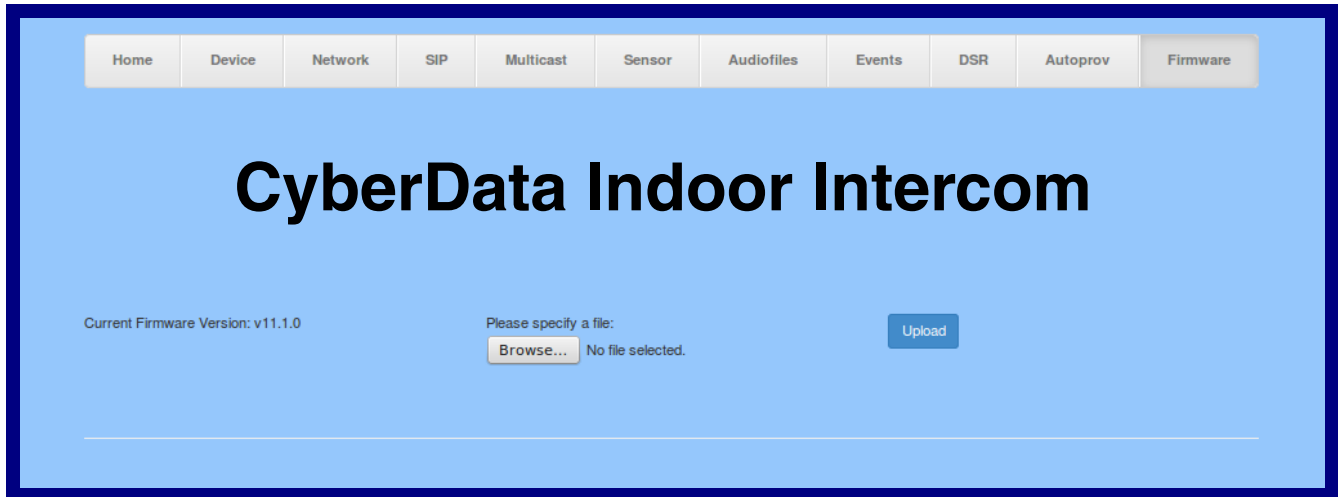 Home Device Network SIP Multicast Sensor Audiofiles Events DSR Autoprov Firmware
CyberData Indoor Intercom
Current Firmware Version: v11.1.0
Please specify a file:
Browse... No file selected.
Upload